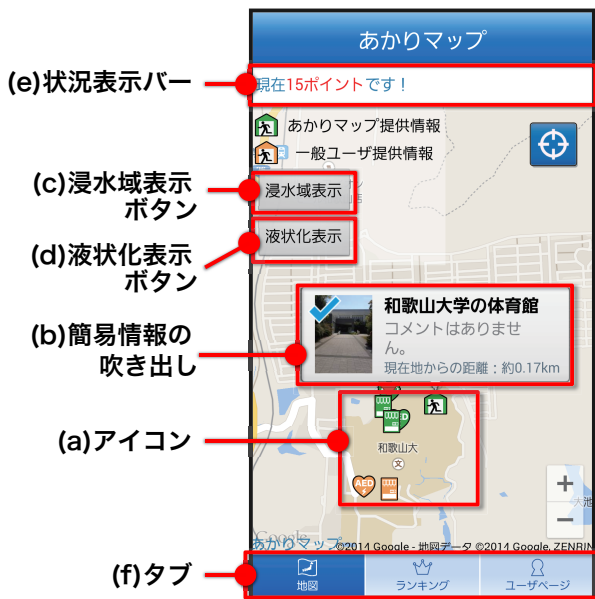 あかりマップ
(e)状況表示バー
現在15ポイントです！
あかりマップ提供情報
一般ユーザ提供情報
(c)浸水域表示
ボタン
浸水域表示
(d)液状化表示
ボタン
液状化表示
(b)簡易情報の
吹き出し
和歌山大学の体育館
コメントはありませ
ん。
現在地からの距離：約0.17km
(a)アイコン
和歌山大
文
AED
+
−
大池
Google
あかりマップ
©2014 Google - 地図データ ©2014 Google, ZENRIN
(f)タブ
地図
ランキング
ユーザページ